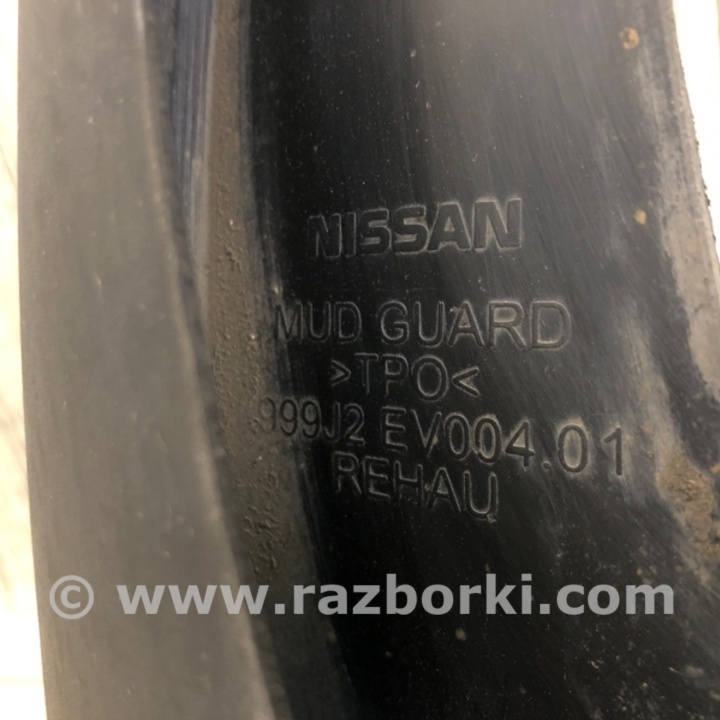 NISSAN
MUD GUARD
>TPO<
999J2 EV004.01
REHAU
© www.razborki.com